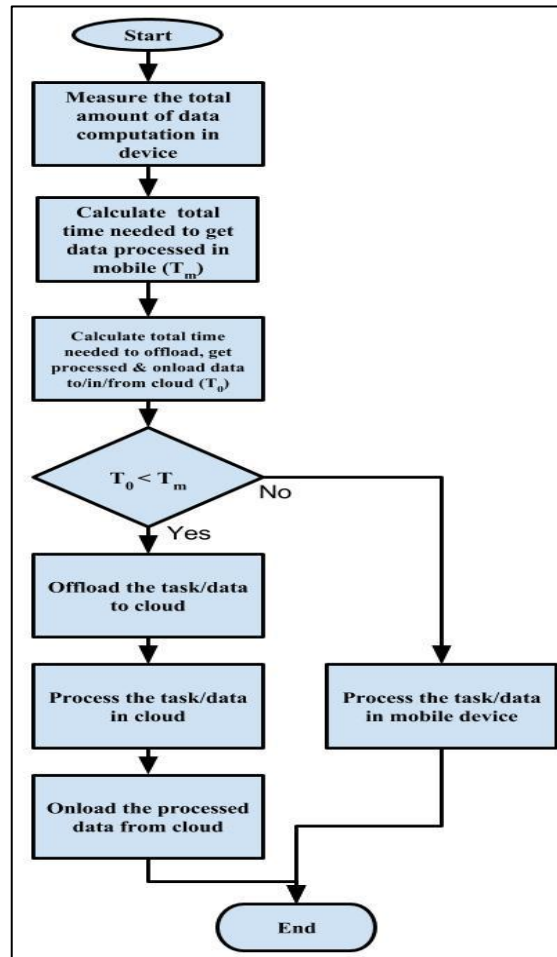 Start
Measure the total
amount of data
computation in
device
Calculate total
time needed to get
data processed in
mobile (Tm)
Calculate total time
needed to offload, get
processed & onload data
to/in/from cloud (T0)
T0 < Tm
No
Yes
Offload the task/data
to cloud
Process the task/data
in cloud
Process the task/data
in mobile device
Onload the processed
data from cloud
End